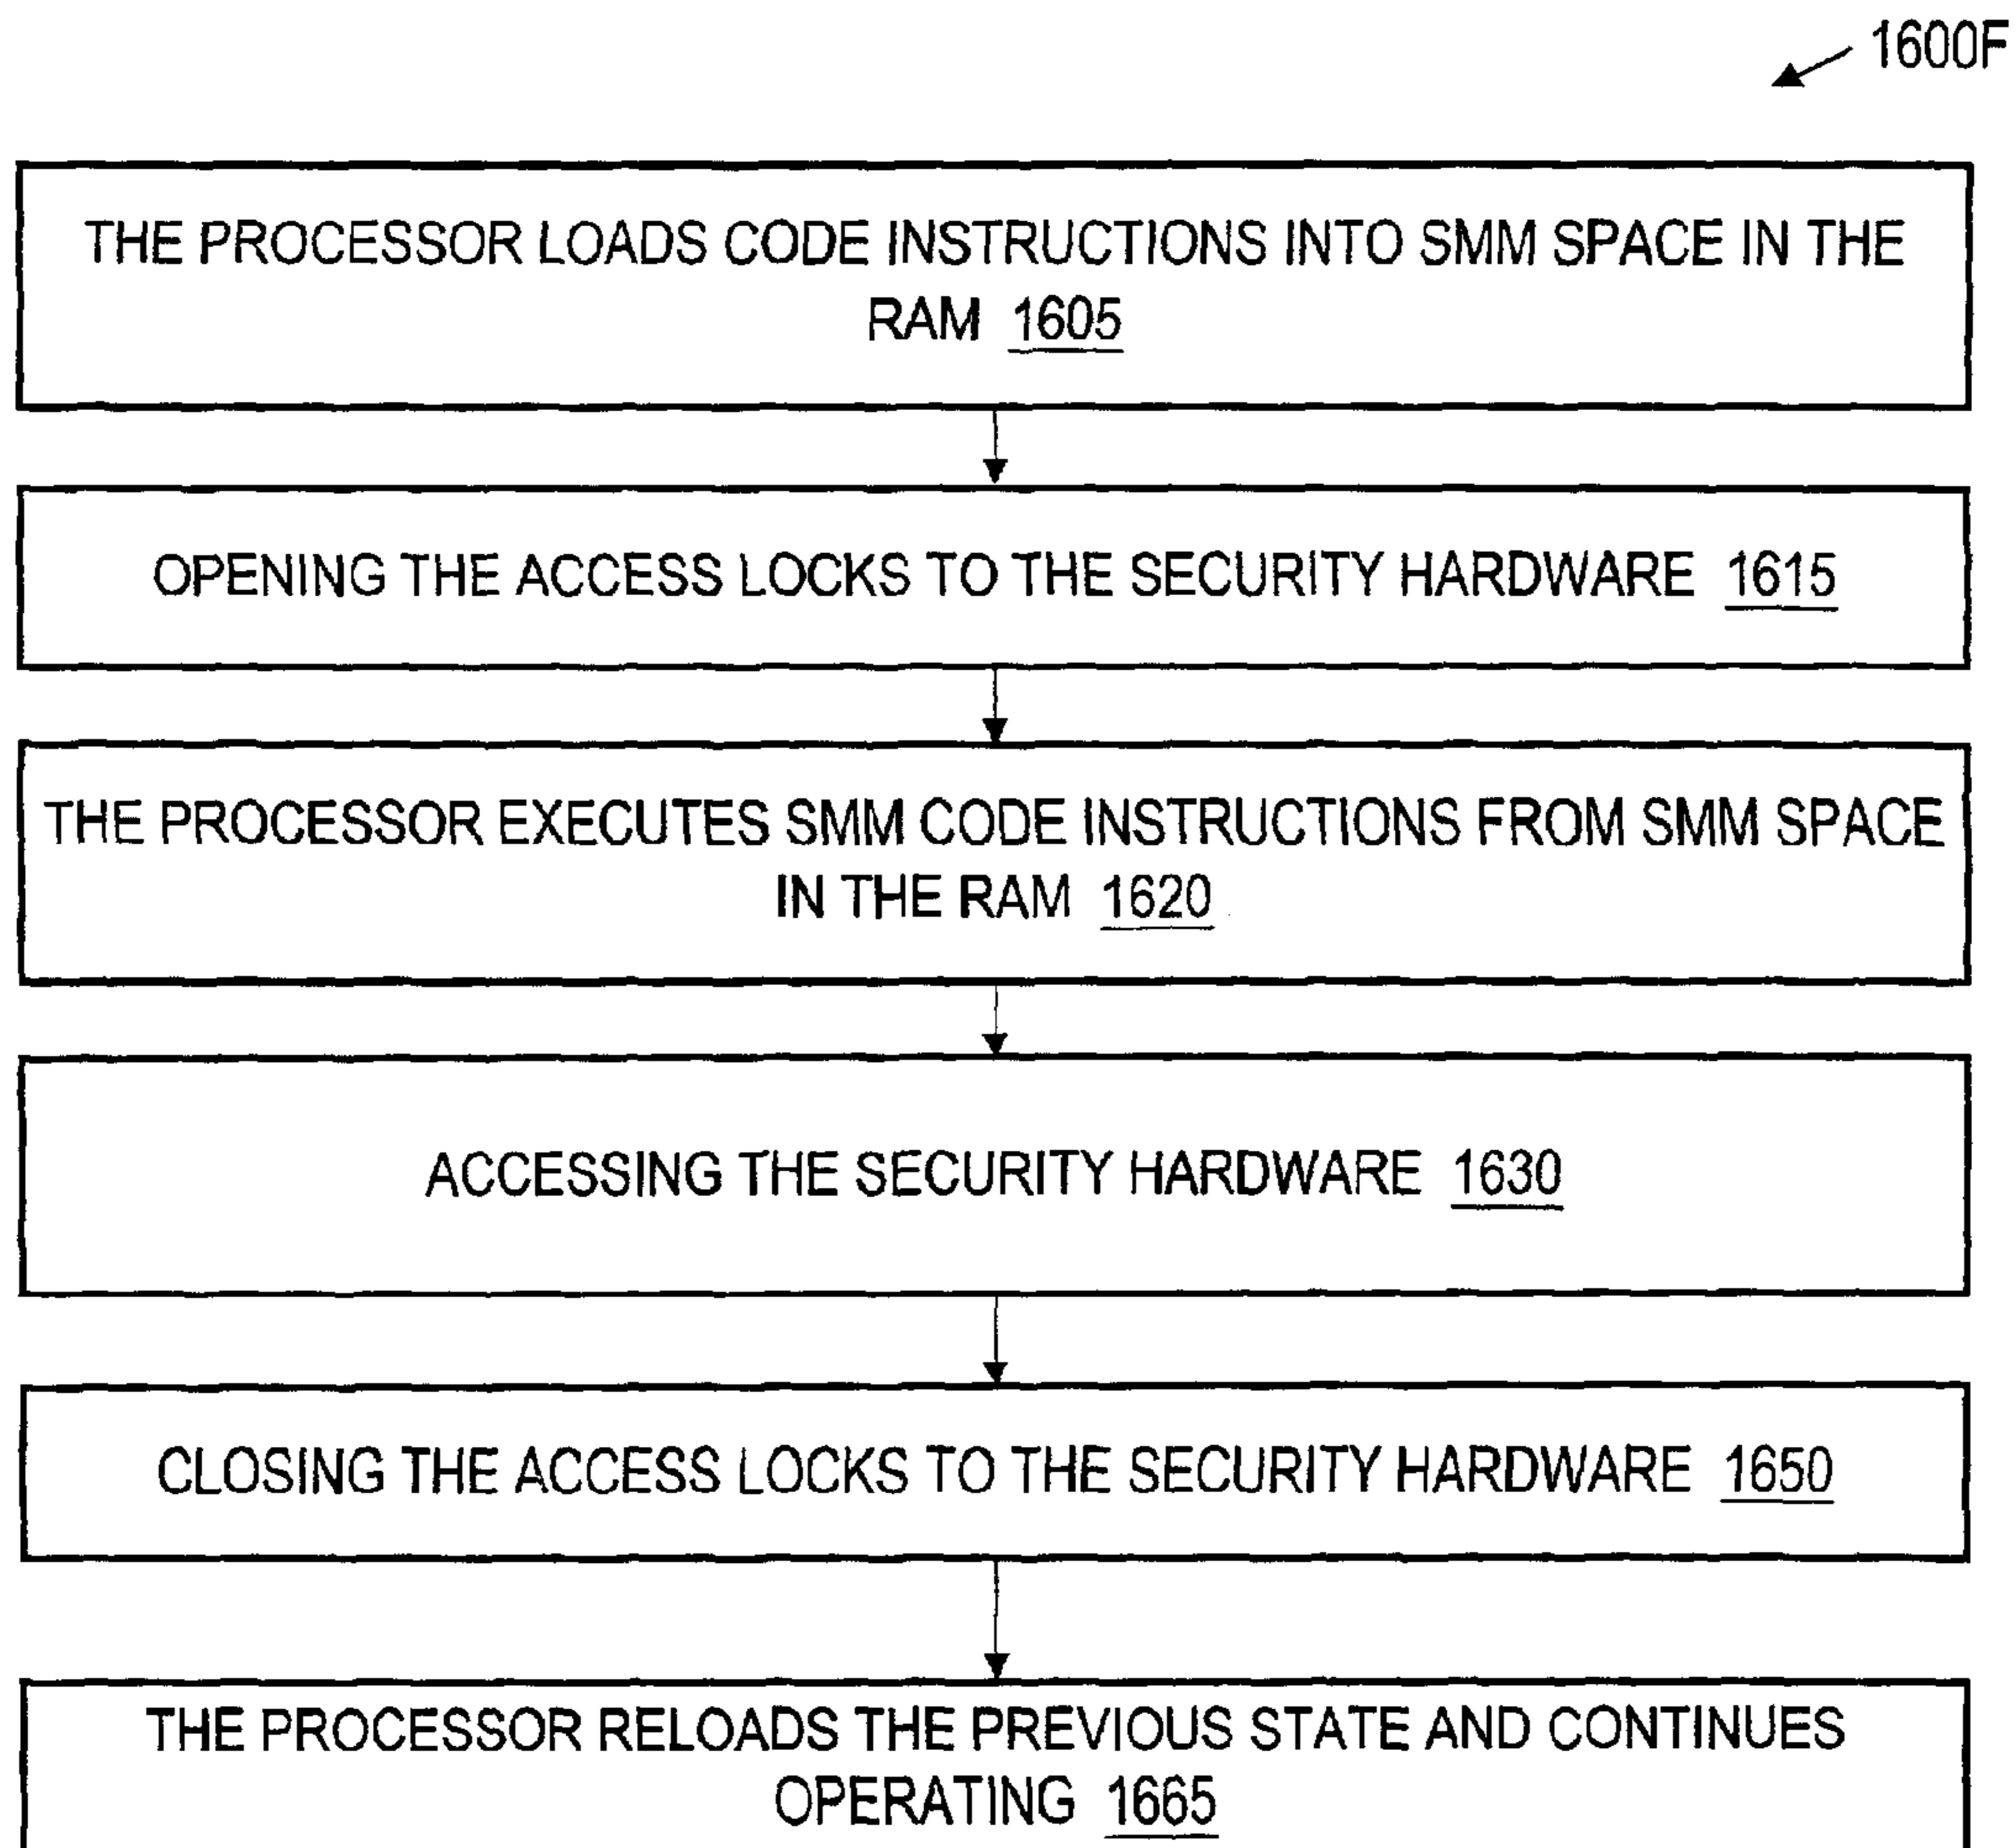 1600F
THE PROCESSOR LOADS CODE INSTRUCTIONS INTO SMM SPACE IN THE
RAM 1605
OPENING THE ACCESS LOCKS TO THE SECURITY HARDWARE 1615
THE PROCESSOR EXECUTES SMM CODE INSTRUCTIONS FROM SMM SPACE
IN THE RAM 1620
ACCESSING THE SECURITY HARDWARE 1630
CLOSING THE ACCESS LOCKS TO THE SECURITY HARDWARE 1650
THE PROCESSOR RELOADS THE PREVIOUS STATE AND CONTINUES
OPERATING 1665